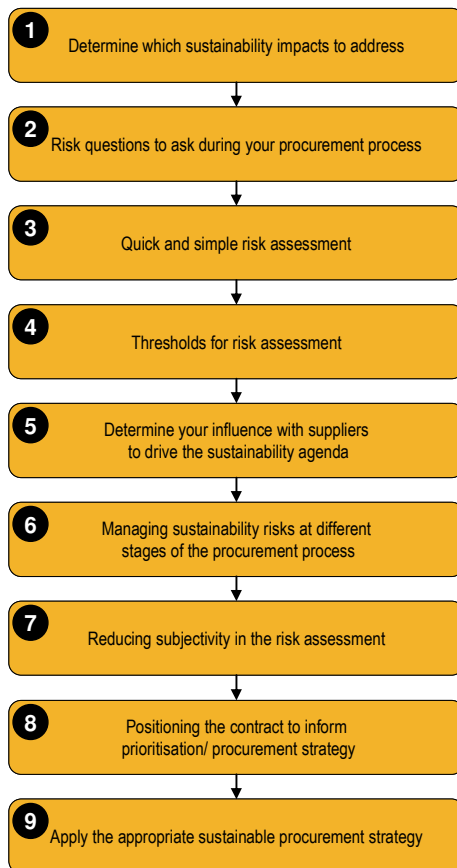 1
Determine which sustainability impacts to address
2
Risk questions to ask during your procurement process
3
Quick and simple risk assessment
4
Thresholds for risk assessment
5
Determine your influence with suppliers
to drive the sustainability agenda
6
Managing sustainability risks at different
stages of the procurement process
7
Reducing subjectivity in the risk assessment
8
Positioning the contract to inform
prioritisation/ procurement strategy
9
Apply the appropriate sustainable procurement strategy